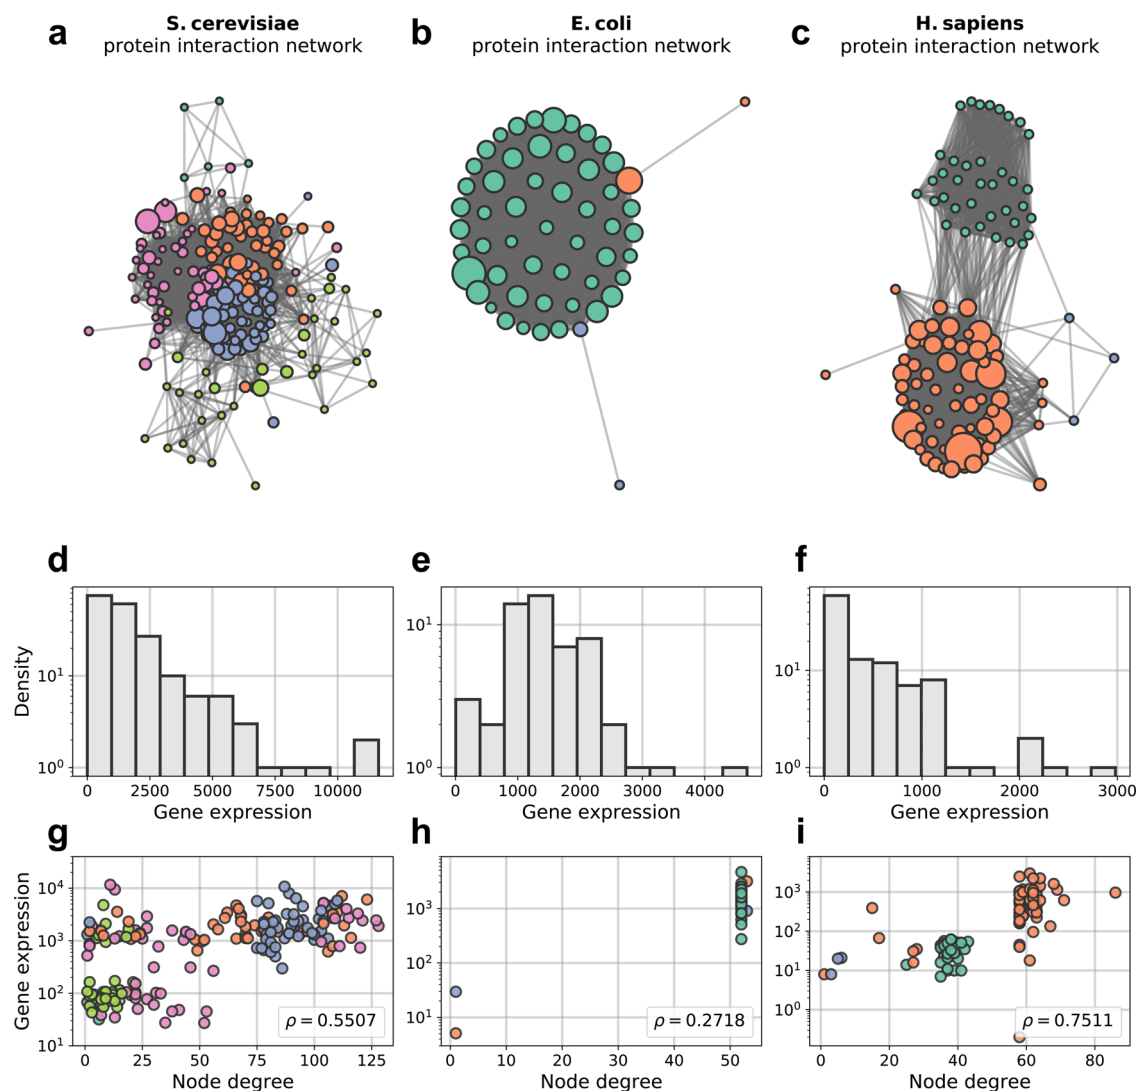 a
S. cerevisiae
protein interaction network
b
E. coli
protein interaction network
c
H. sapiens
protein interaction network
d
10¹
10⁰
Density
0 2500 5000 7500 10000
Gene expression
e
10¹
10⁰
0 1000 2000 3000 4000
Gene expression
f
10¹
10⁰
0 1000 2000 3000
Gene expression
g
10⁴
10³
10²
10¹
Gene expression
ρ = 0.5507
0 25 50 75 100 125
Node degree
h
10³
10²
10¹
ρ = 0.2718
0 10 20 30 40 50
Node degree
i
10³
10²
10¹
10⁰
ρ = 0.7511
0 20 40 60 80
Node degree